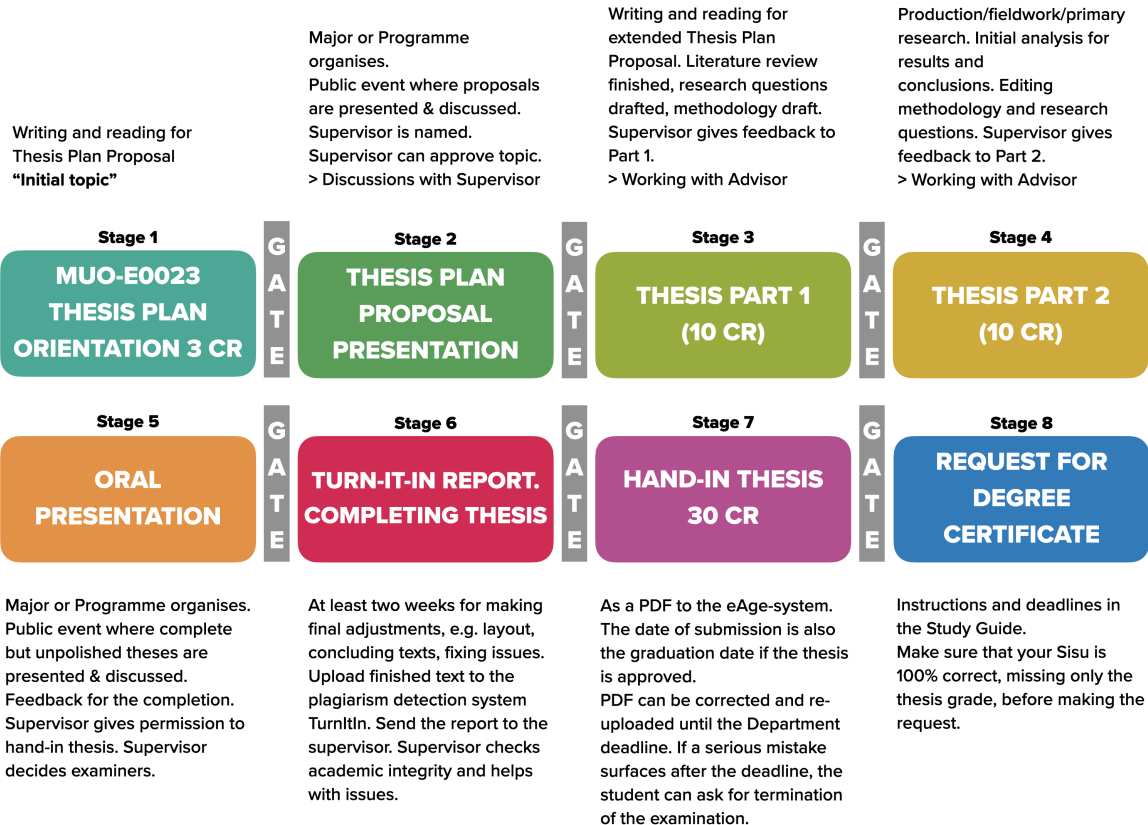 Writing and reading for
Thesis Plan Proposal
“Initial topic”
Major or Programme
organises.
Public event where proposals
are presented & discussed.
Supervisor is named.
Supervisor can approve topic.
> Discussions with Supervisor
Writing and reading for
extended Thesis Plan
Proposal. Literature review
finished, research questions
drafted, methodology draft.
Supervisor gives feedback to
Part 1.
> Working with Advisor
Production/fieldwork/primary
research. Initial analysis for
results and
conclusions. Editing
methodology and research
questions. Supervisor gives
feedback to Part 2.
> Working with Advisor
Stage 1
MUO-E0023
THESIS PLAN
ORIENTATION 3 CR
GATE
Stage 2
THESIS PLAN
PROPOSAL
PRESENTATION
GATE
Stage 3
THESIS PART 1
(10 CR)
GATE
Stage 4
THESIS PART 2
(10 CR)
Stage 5
ORAL
PRESENTATION
GATE
Stage 6
TURN-IT-IN REPORT.
COMPLETING THESIS
GATE
Stage 7
HAND-IN THESIS
30 CR
GATE
Stage 8
REQUEST FOR
DEGREE
CERTIFICATE
Major or Programme organises.
Public event where complete
but unpolished theses are
presented & discussed.
Feedback for the completion.
Supervisor gives permission to
hand-in thesis. Supervisor
decides examiners.
At least two weeks for making
final adjustments, e.g. layout,
concluding texts, fixing issues.
Upload finished text to the
plagiarism detection system
TurnItIn. Send the report to the
supervisor. Supervisor checks
academic integrity and helps
with issues.
As a PDF to the eAge-system.
The date of submission is also
the graduation date if the thesis
is approved.
PDF can be corrected and re-
uploaded until the Department
deadline. If a serious mistake
surfaces after the deadline, the
student can ask for termination
of the examination.
Instructions and deadlines in
the Study Guide.
Make sure that your Sisu is
100% correct, missing only the
thesis grade, before making the
request.